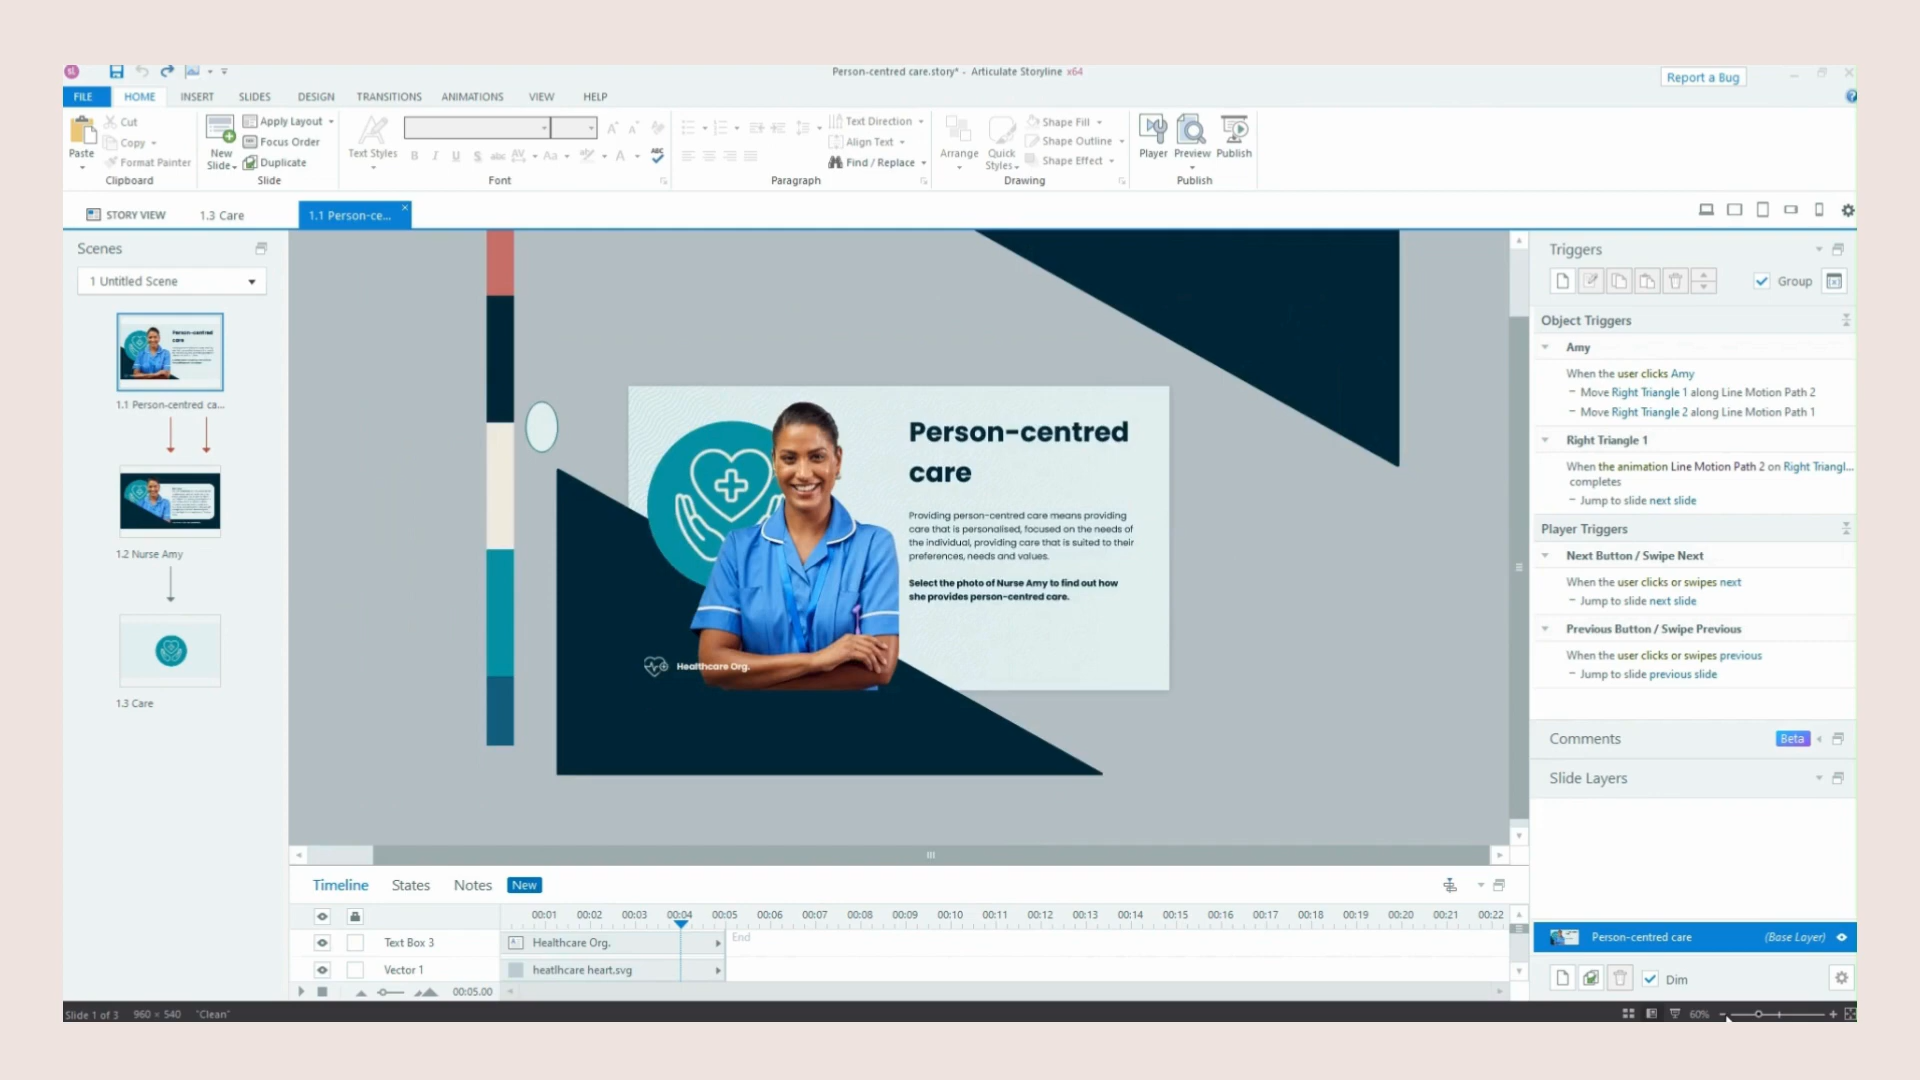 Person-centred care.story* - Articulate Storyline x64
Report a Bug
FILE HOME INSERT SLIDES DESIGN TRANSITIONS ANIMATIONS VIEW HELP
Paste
Cut
Copy
Format Painter
Clipboard
New Slide
Apply Layout
Focus Order
Duplicate
Slide
Text Styles
B I U S abc AV Aa A ABC
Font
Text Direction
Align Text
Find / Replace
Paragraph
Arrange
Quick Styles
Shape Fill
Shape Outline
Shape Effect
Drawing
Player
Preview
Publish
Publish
STORY VIEW
1.3 Care
1.1 Person-ce...
Scenes
1 Untitled Scene
1.1 Person-centred ca...
1.2 Nurse Amy
1.3 Care
Person-centred
care
Providing person-centred care means providing
care that is personalised, focused on the needs of
the individual, providing care that is suited to their
preferences, needs and values.
Select the photo of Nurse Amy to find out how
she provides person-centred care.
Healthcare Org.
Triggers
Group
Object Triggers
Amy
When the user clicks Amy
– Move Right Triangle 1 along Line Motion Path 2
– Move Right Triangle 2 along Line Motion Path 1
Right Triangle 1
When the animation Line Motion Path 2 on Right Triangl...
completes
– Jump to slide next slide
Player Triggers
Next Button / Swipe Next
When the user clicks or swipes next
– Jump to slide next slide
Previous Button / Swipe Previous
When the user clicks or swipes previous
– Jump to slide previous slide
Comments Beta
Slide Layers
Person-centred care (Base Layer)
Dim
Timeline States Notes New
00:01 00:02 00:03 00:04 00:05 00:06 00:07 00:08 00:09 00:10 00:11 00:12 00:13 00:14 00:15 00:16 00:17 00:18 00:19 00:20 00:21 00:22
Text Box 3 Healthcare Org. End
Vector 1 heatlhcare heart.svg
00:05.00
Slide 1 of 3 960 × 540 "Clean" 60%